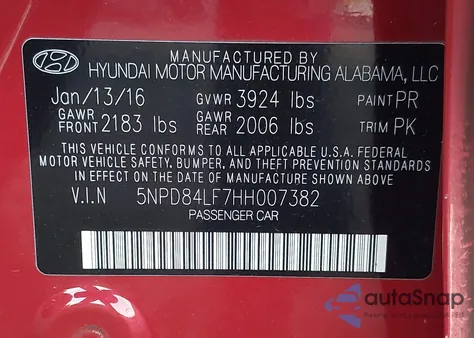 MANUFACTURED BY
HYUNDAI MOTOR MANUFACTURING ALABAMA, LLC
Jan/13/16 GVWR 3924 lbs PAINT PR
GAWR FRONT 2183 lbs GAWR REAR 2006 lbs TRIM PK
THIS VEHICLE CONFORMS TO ALL APPLICABLE U.S.A. FEDERAL
MOTOR VEHICLE SAFETY, BUMPER, AND THEFT PREVENTION STANDARDS
IN EFFECT ON THE DATE OF MANUFACTURE SHOWN ABOVE.
V.I.N 5NPD84LF7HH007382
PASSENGER CAR
autoSnap